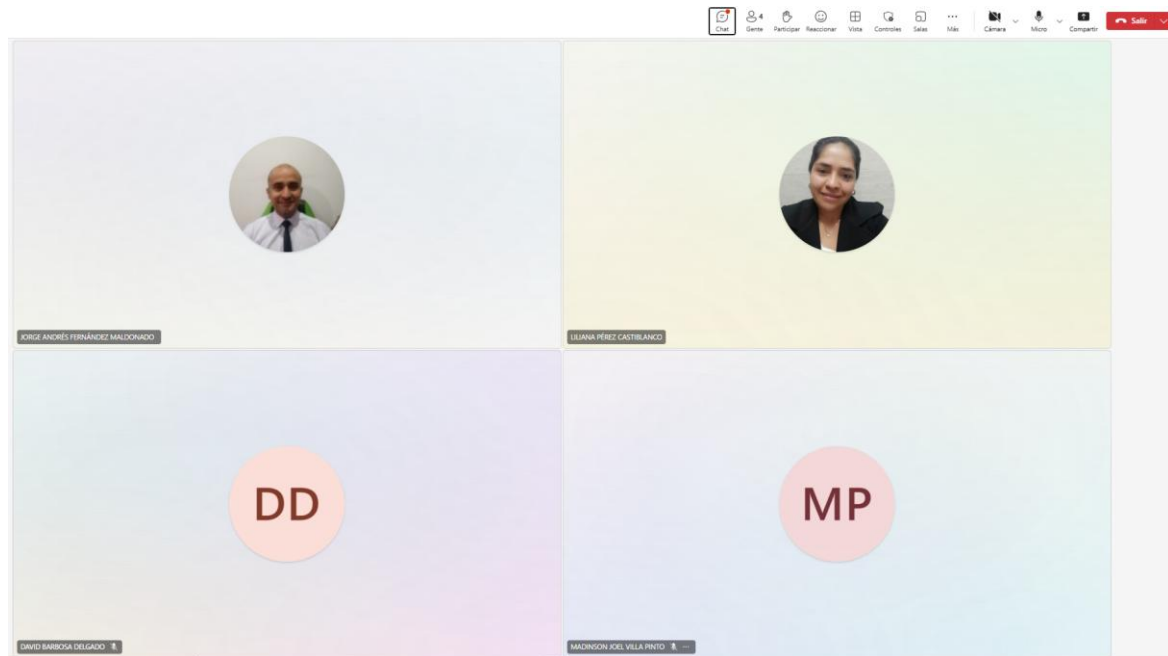 Chat
4
Gente
Participar
Reaccionar
Vista
Controles
Salas
Más
Cámara
Micro
Compartir
Salir
JORGE ANDRÉS FERNÁNDEZ MALDONADO
LILIANA PÉREZ CASTIBLANCO
DD
MP
DAVID BARBOSA DELGADO
MADINSON JOEL VILLA PINTO